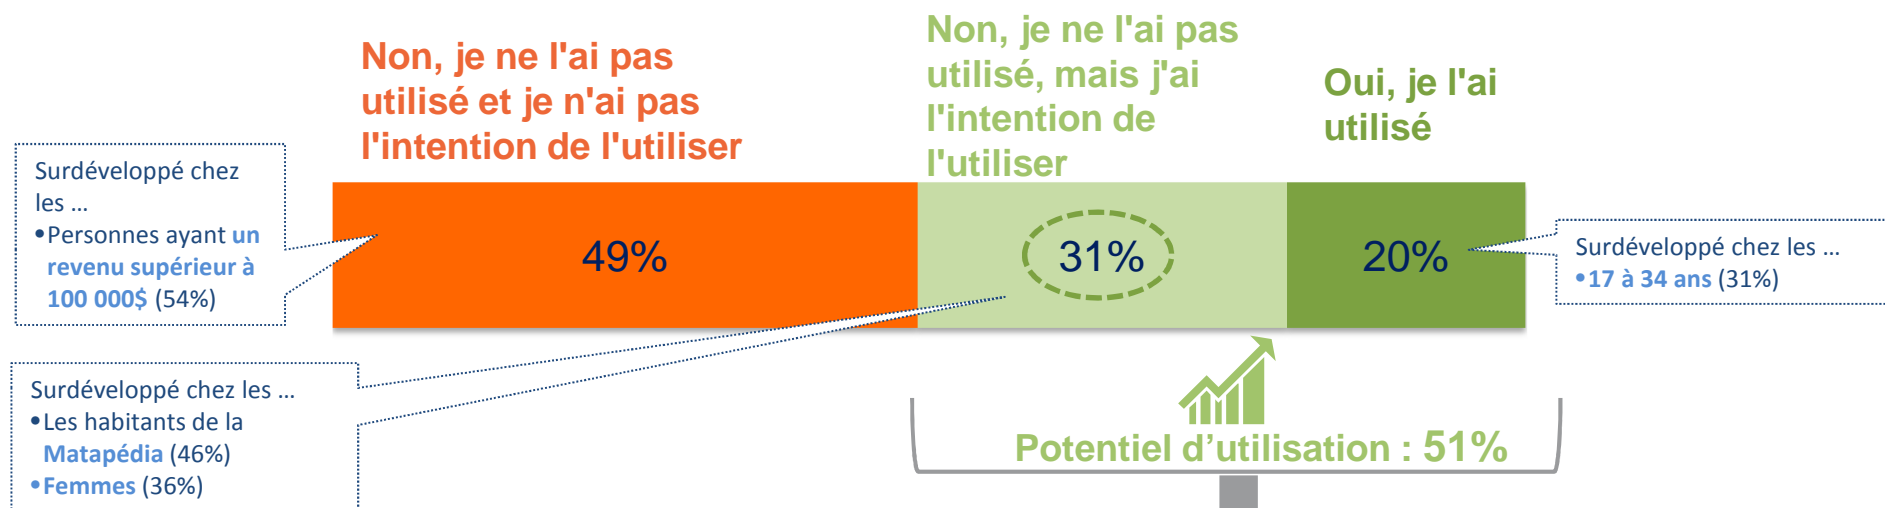 Non, je ne l'ai pas
utilisé et je n'ai pas
l'intention de l'utiliser
Non, je ne l'ai pas
utilisé, mais j'ai
l'intention de
l'utiliser
Oui, je l'ai
utilisé
Surdéveloppé chez
les ...
•Personnes ayant un
revenu supérieur à
100 000$ (54%)
49%
31%
20%
Surdéveloppé chez les ...
•17 à 34 ans (31%)
Surdéveloppé chez les ...
•Les habitants de la
Matapédia (46%)
•Femmes (36%)
Potentiel d’utilisation : 51%